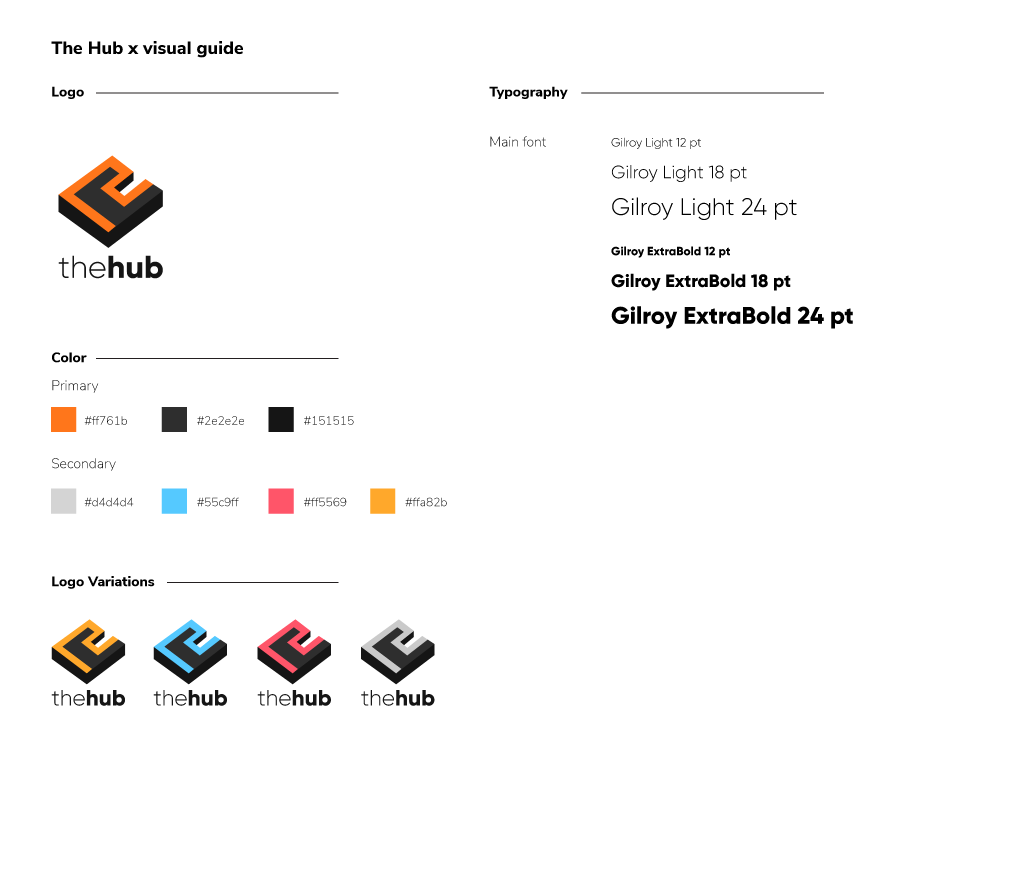 The Hub x visual guide
Logo
thehub
Color
Primary
#ff761b #2e2e2e #151515
Secondary
#d4d4d4 #55c9ff #ff5569 #ffa82b
Logo Variations
thehub thehub thehub thehub
Typography
Main font
Gilroy Light 12 pt
Gilroy Light 18 pt
Gilroy Light 24 pt
Gilroy ExtraBold 12 pt
Gilroy ExtraBold 18 pt
Gilroy ExtraBold 24 pt